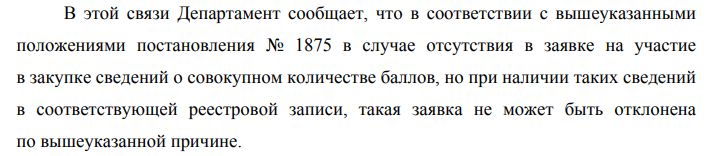 В этой связи Департамент сообщает, что в соответствии с вышеуказанными
положениями постановления № 1875 в случае отсутствия в заявке на участие
в закупке сведений о совокупном количестве баллов, но при наличии таких сведений
в соответствующей реестровой записи, такая заявка не может быть отклонена
по вышеуказанной причине.